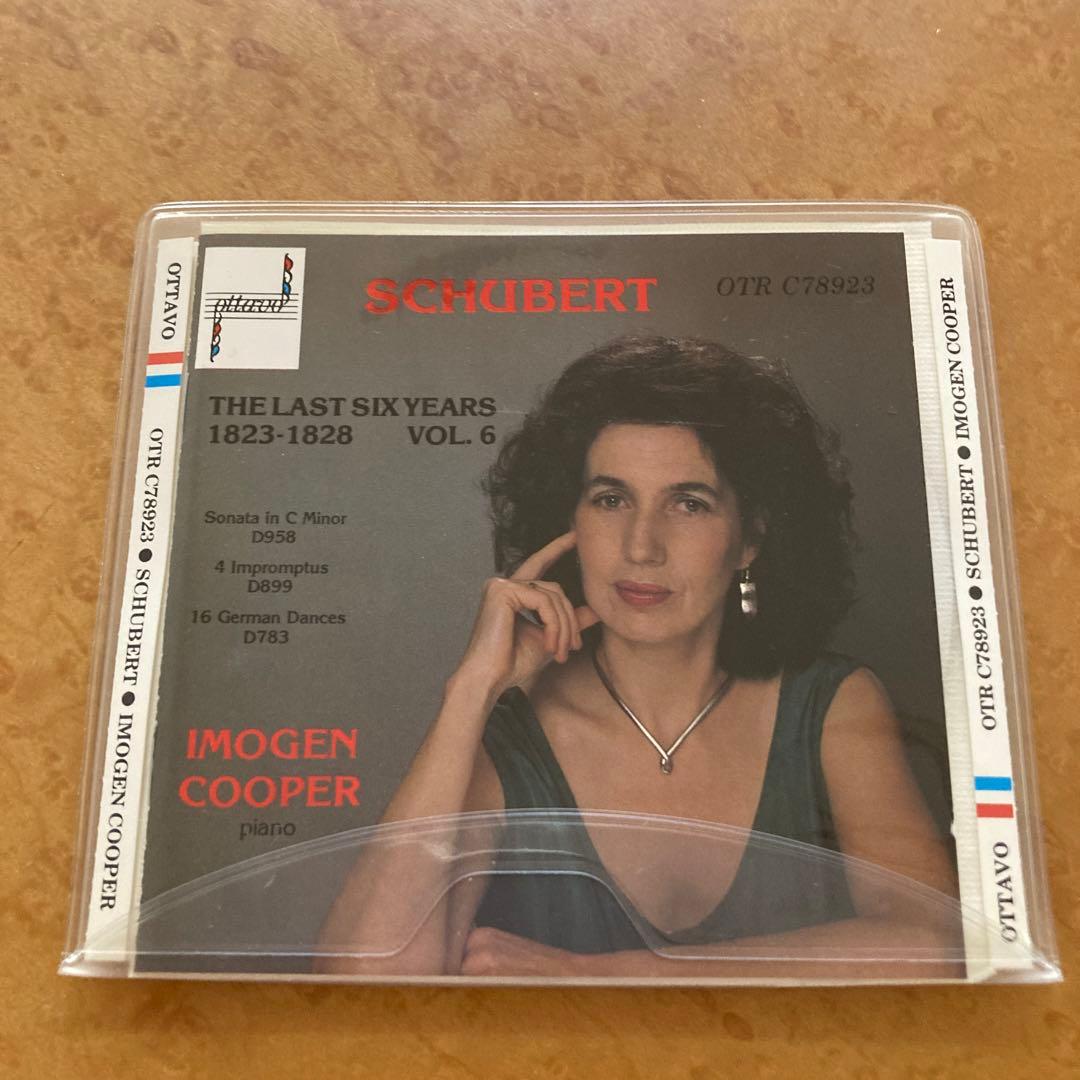 OTTAVO
OTR C78923 ● SCHUBERT ● IMOGEN COOPER
ottavo
SCHUBERT
OTR C78923
THE LAST SIX YEARS
1823-1828 VOL. 6
Sonata in C Minor
D958
4 Impromptus
D899
16 German Dances
D783
IMOGEN
COOPER
piano
OTR C78923 ● SCHUBERT ● IMOGEN COOPER
OTTAVO